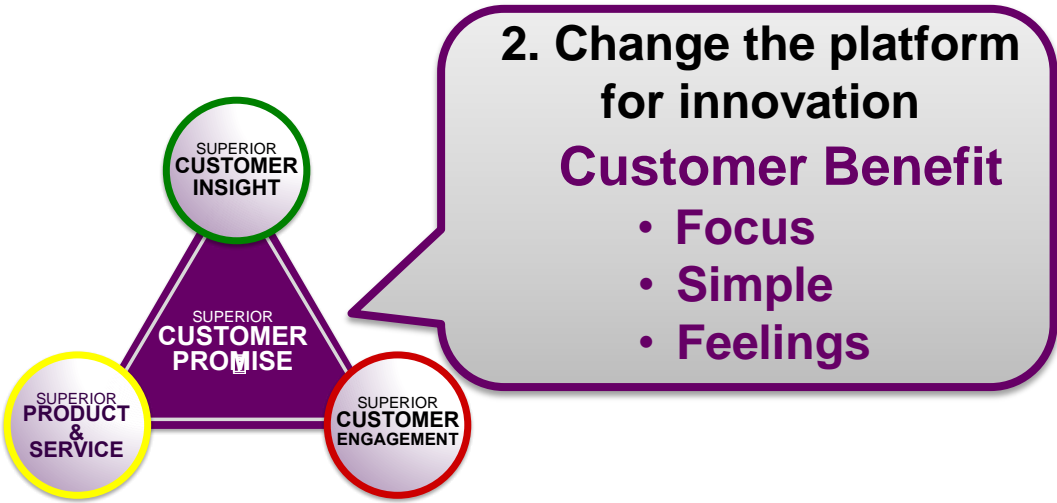 2. Change the platform
for innovation
Customer Benefit
• Focus
• Simple
• Feelings
SUPERIOR
CUSTOMER
INSIGHT
SUPERIOR
CUSTOMER
PROMISE
SUPERIOR
PRODUCT
&
SERVICE
SUPERIOR
CUSTOMER
ENGAGEMENT